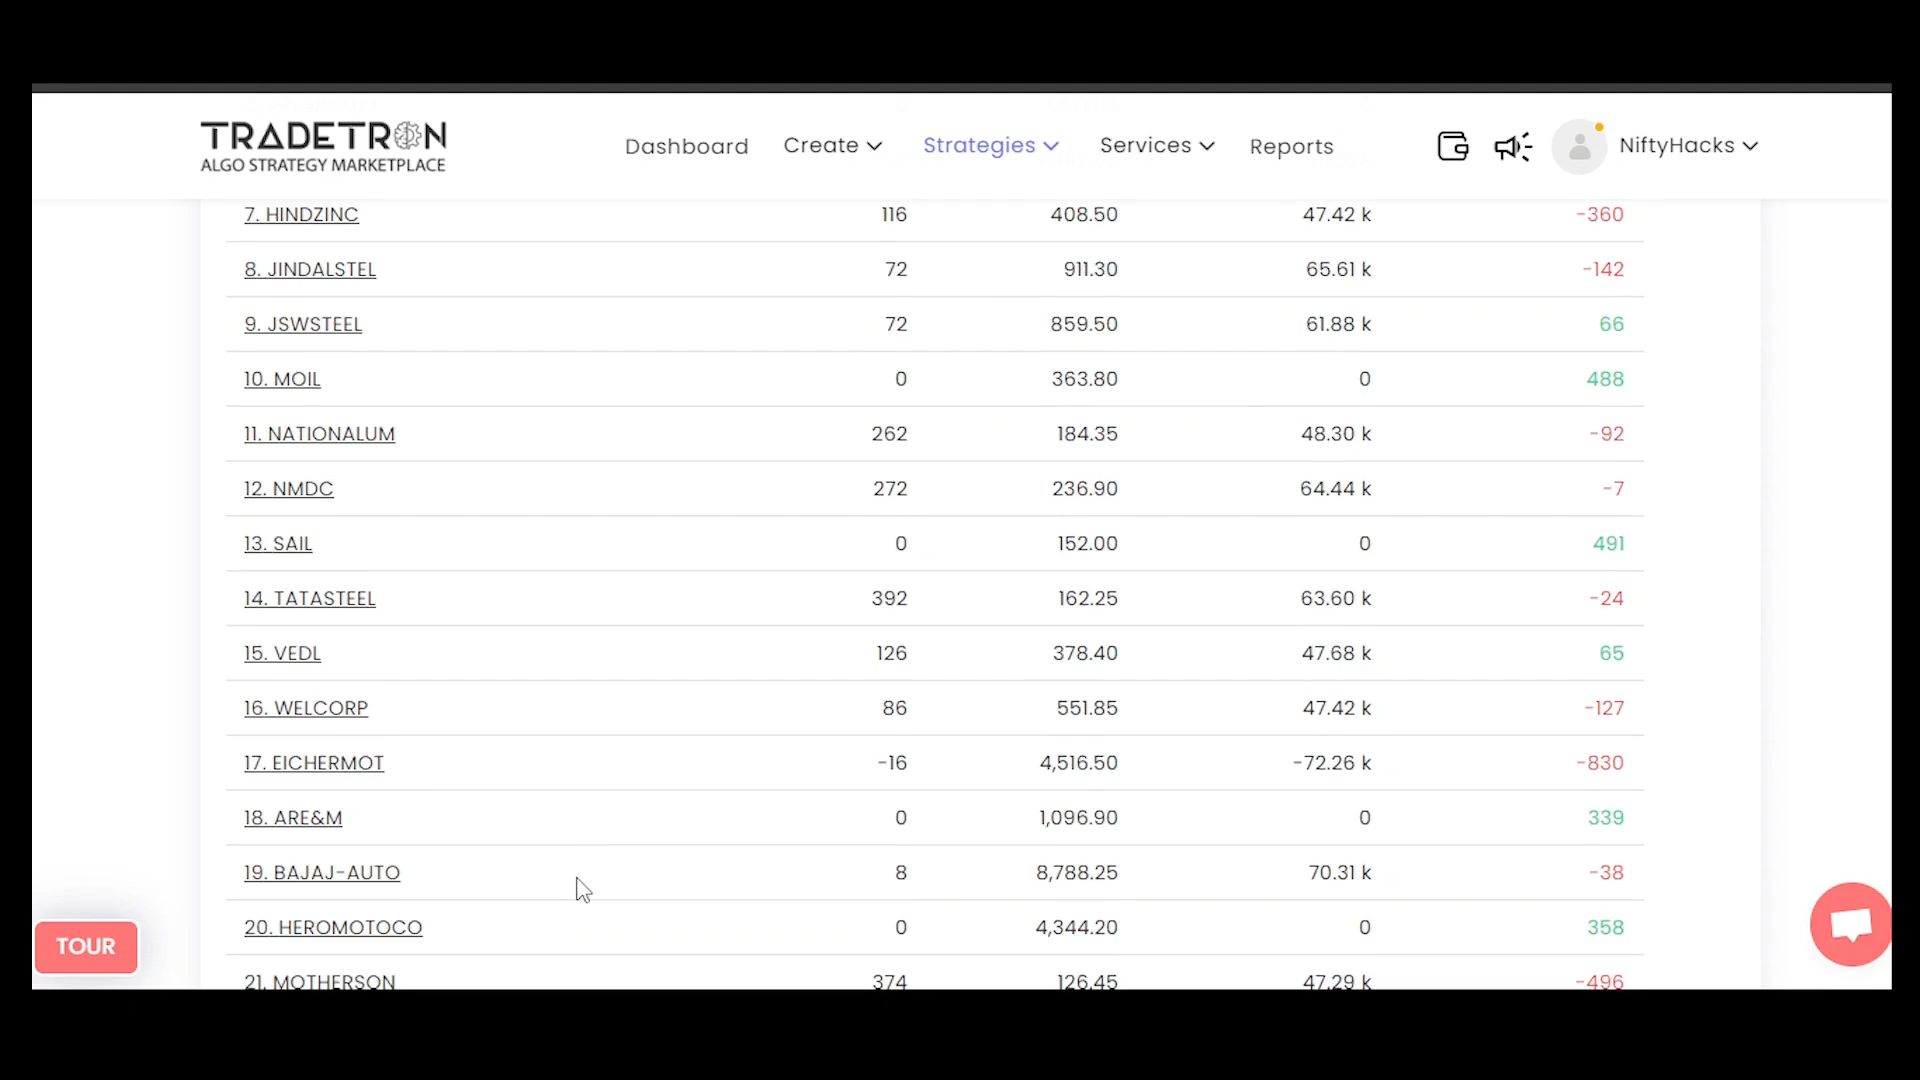 TRADETRON
ALGO STRATEGY MARKETPLACE
Dashboard Create Strategies Services Reports NiftyHacks
7. HINDZINC 116 408.50 47.42 k -360
8. JINDALSTEL 72 911.30 65.61 k -142
9. JSWSTEEL 72 859.50 61.88 k 66
10. MOIL 0 363.80 0 488
11. NATIONALUM 262 184.35 48.30 k -92
12. NMDC 272 236.90 64.44 k -7
13. SAIL 0 152.00 0 491
14. TATASTEEL 392 162.25 63.60 k -24
15. VEDL 126 378.40 47.68 k 65
16. WELCORP 86 551.85 47.42 k -127
17. EICHERMOT -16 4,516.50 -72.26 k -830
18. ARE&M 0 1,096.90 0 339
19. BAJAJ-AUTO 8 8,788.25 70.31 k -38
20. HEROMOTOCO 0 4,344.20 0 358
21. MOTHERSON 374 126.45 47.29 k -496
TOUR